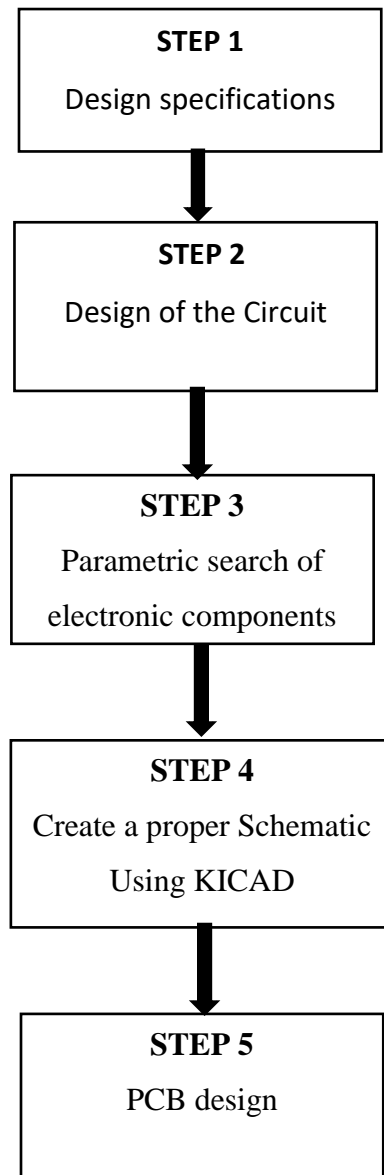 STEP 1
Design specifications
STEP 2
Design of the Circuit
STEP 3
Parametric search of
electronic components
STEP 4
Create a proper Schematic
Using KICAD
STEP 5
PCB design